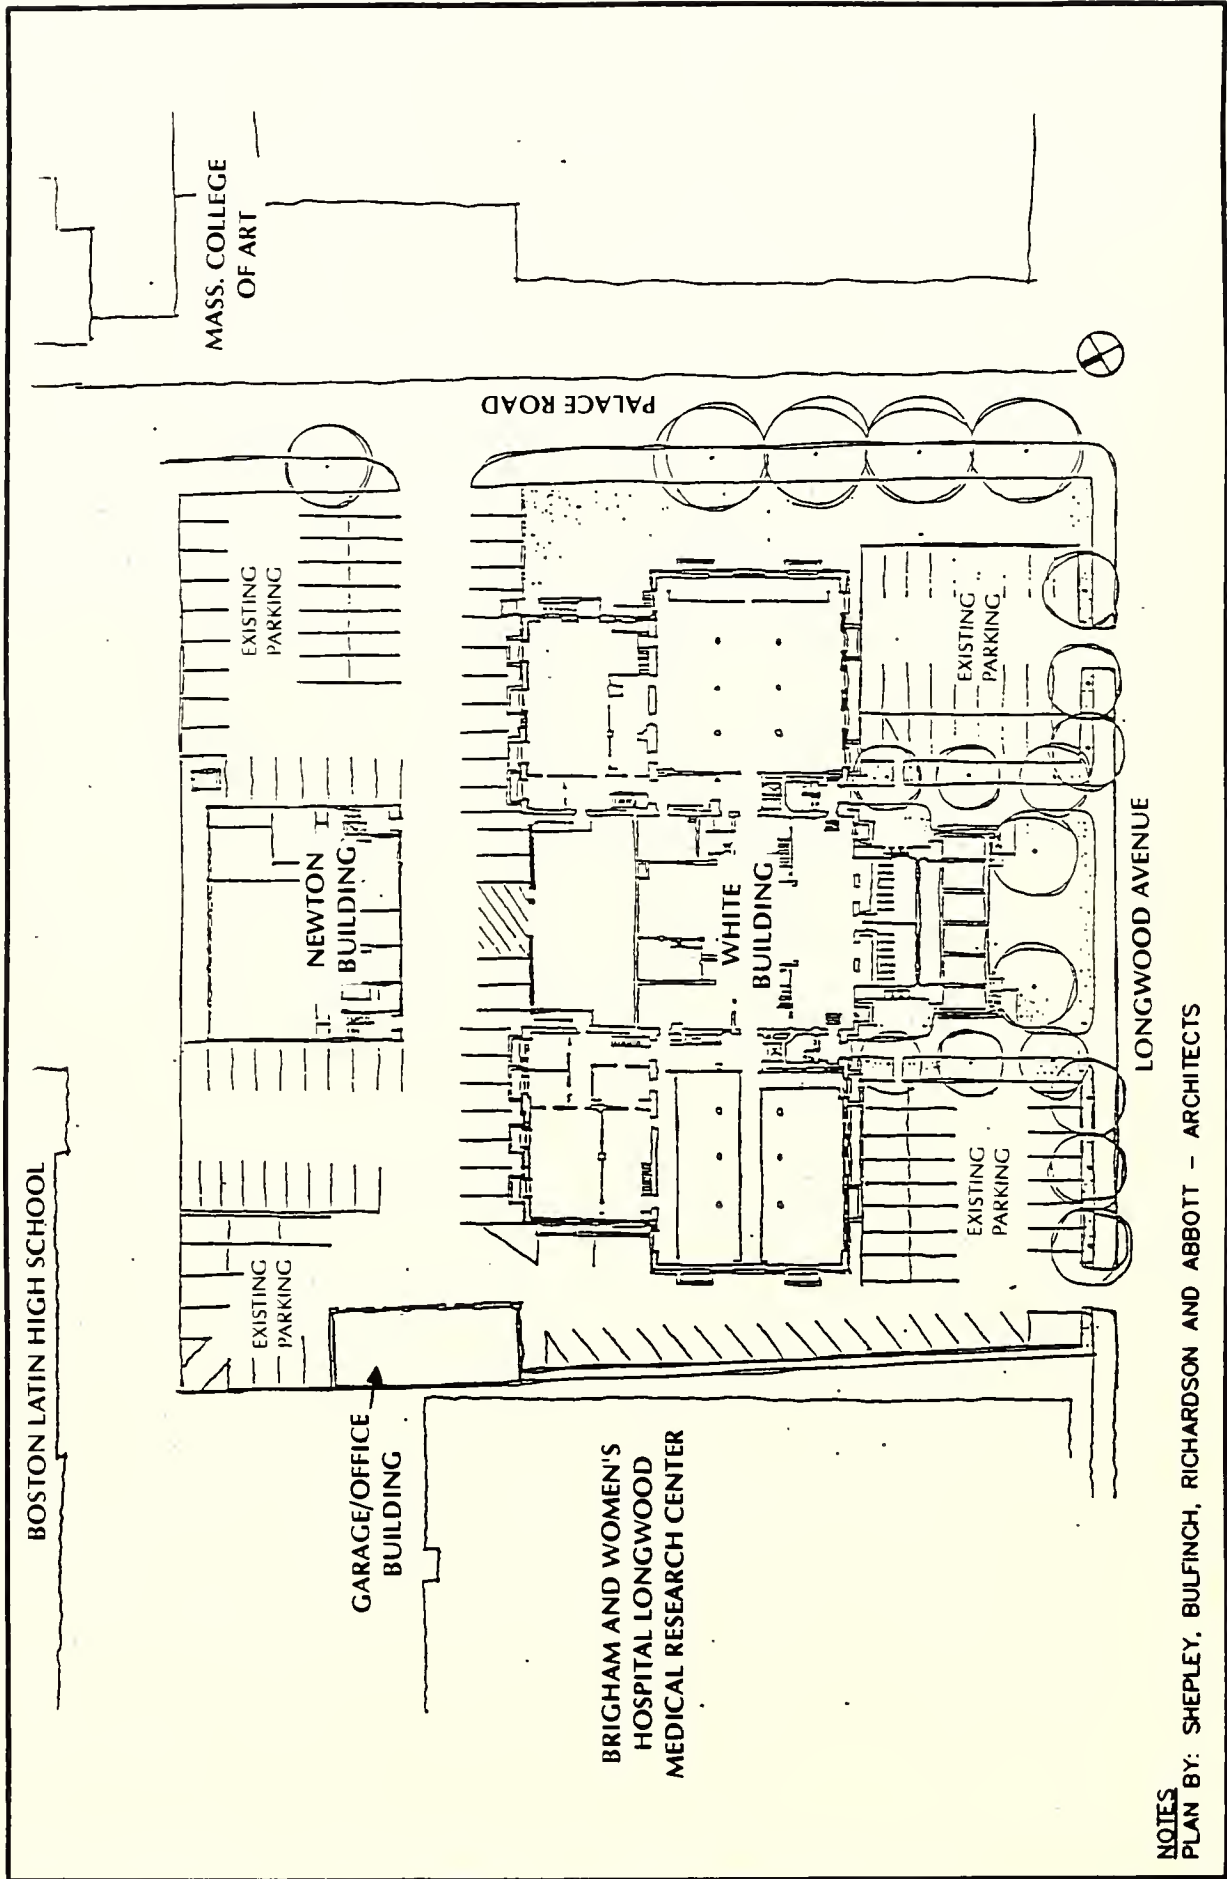 BOSTON LATIN HIGH SCHOOL
MASS. COLLEGE
OF ART
EXISTING
PARKING
EXISTING
PARKING
NEWTON
BUILDING
GARAGE/OFFICE
BUILDING
PALACE ROAD
WHITE
BUILDING
BRIGHAM AND WOMEN'S
HOSPITAL LONGWOOD
MEDICAL RESEARCH CENTER
EXISTING
PARKING
EXISTING
PARKING
LONGWOOD AVENUE
NOTES
PLAN BY: SHEPLEY, BULFINCH, RICHARDSON AND ABBOTT - ARCHITECTS